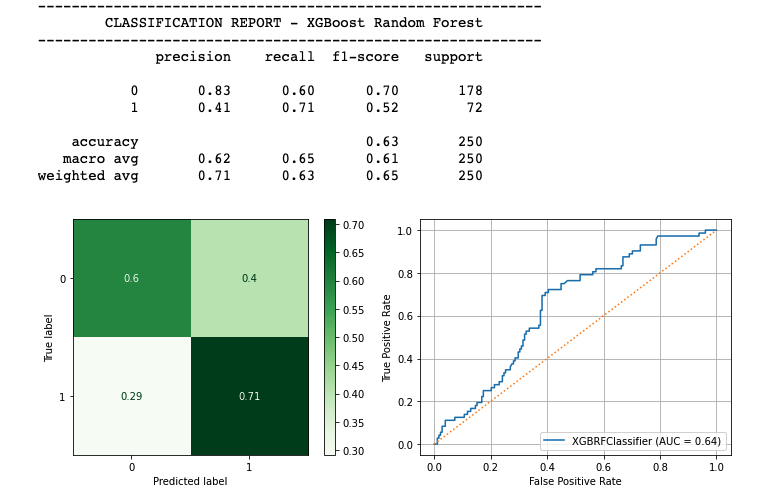 ------------------------------------------------------------
CLASSIFICATION REPORT - XGBoost Random Forest
------------------------------------------------------------
precision recall f1-score support
0 0.83 0.60 0.70 178
1 0.41 0.71 0.52 72
accuracy 0.63 250
macro avg 0.62 0.65 0.61 250
weighted avg 0.71 0.63 0.65 250
True label
0
1
0.6 0.4
0.29 0.71
0 1
Predicted label
0.70
0.65
0.60
0.55
0.50
0.45
0.40
0.35
0.30
True Positive Rate
1.0
0.8
0.6
0.4
0.2
0.0
XGBRFClassifier (AUC = 0.64)
0.0 0.2 0.4 0.6 0.8 1.0
False Positive Rate